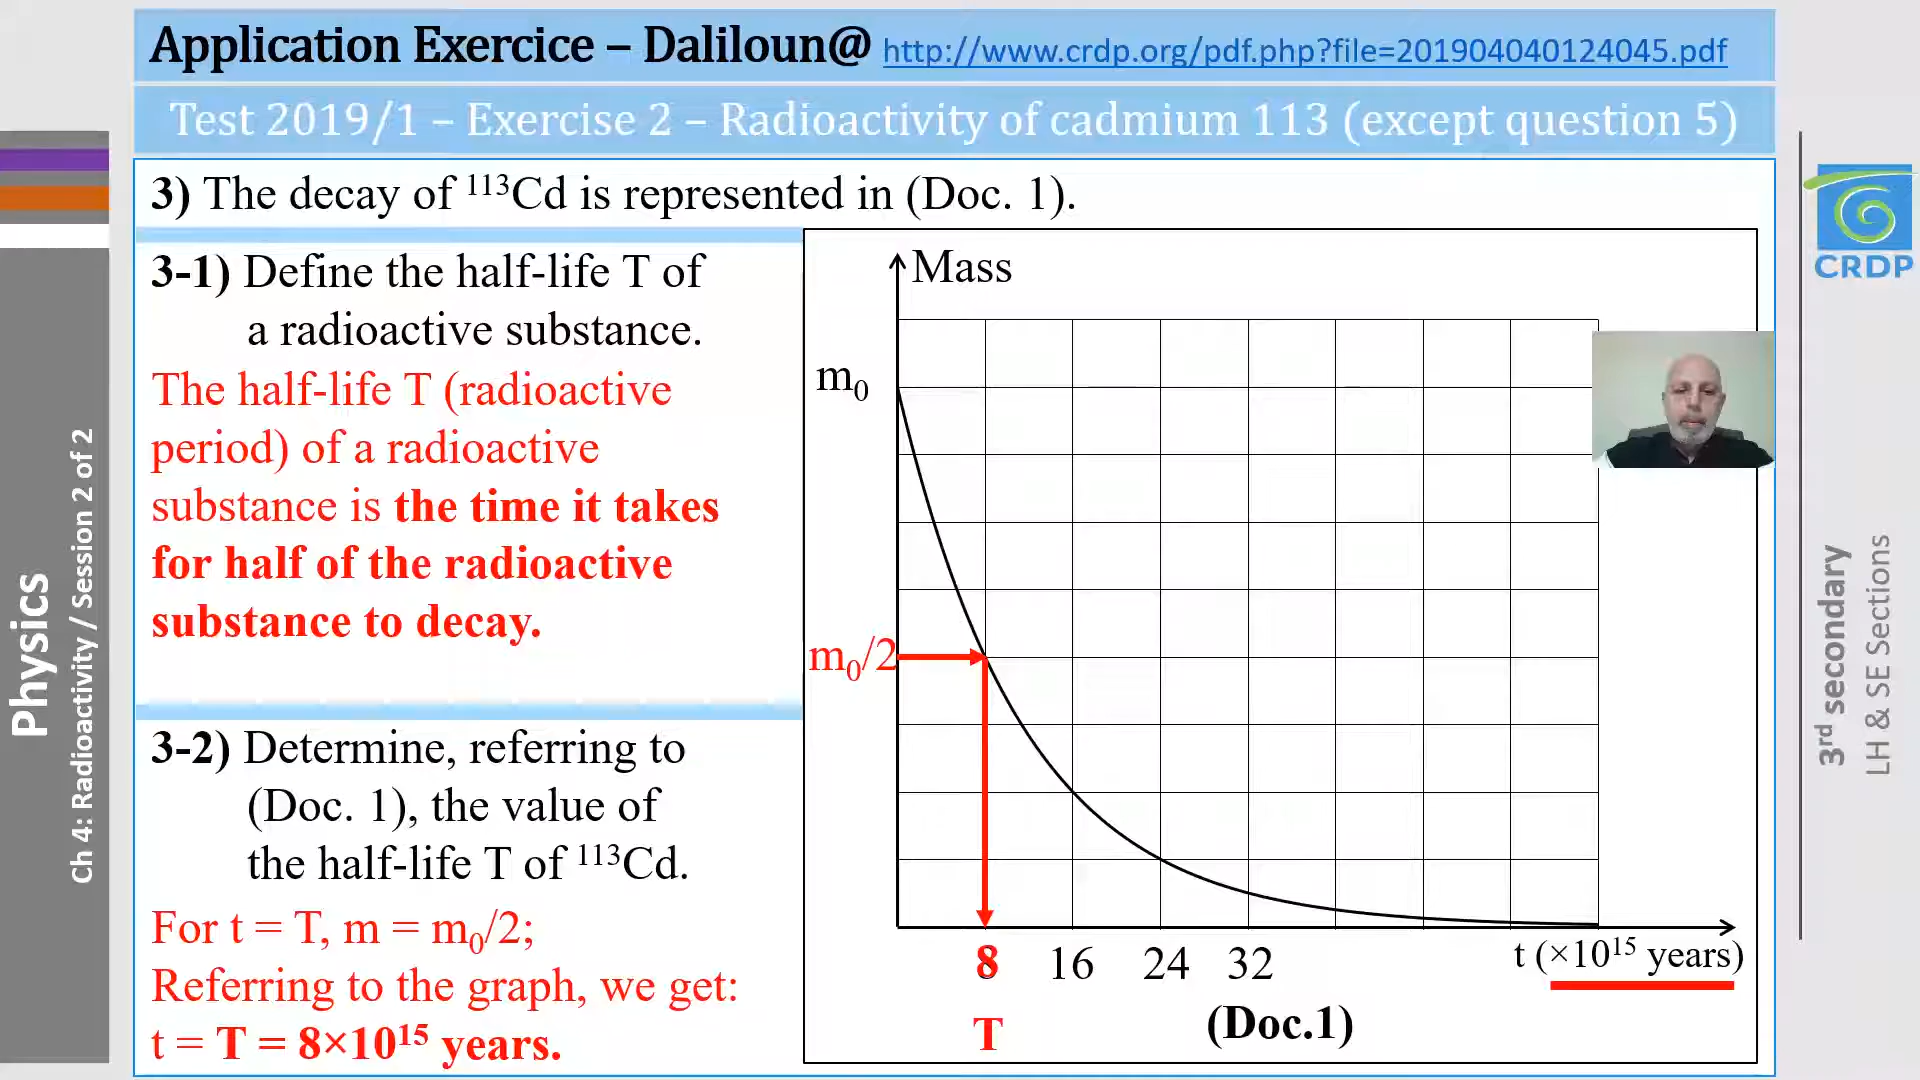 Application Exercice – Daliloun@ http://www.crdp.org/pdf.php?file=201904040124045.pdf
Test 2019/1 – Exercise 2 – Radioactivity of cadmium 113 (except question 5)
3) The decay of ¹¹³Cd is represented in (Doc. 1).
3-1) Define the half-life T of
a radioactive substance.
The half-life T (radioactive
period) of a radioactive
substance is the time it takes
for half of the radioactive
substance to decay.
3-2) Determine, referring to
(Doc. 1), the value of
the half-life T of ¹¹³Cd.
For t = T, m = m₀/2;
Referring to the graph, we get:
t = T = 8×10¹⁵ years.
Mass
m₀
m₀/2
8 16 24 32
t (×10¹⁵ years)
T
(Doc.1)
Physics
Ch 4: Radioactivity / Session 2 of 2
CRDP
3rd secondary
LH & SE Sections